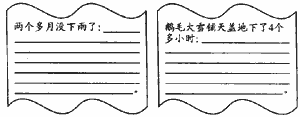 两个多月没下雨了：
。
鹅毛大雪铺天盖地下了4个
多小时：
。